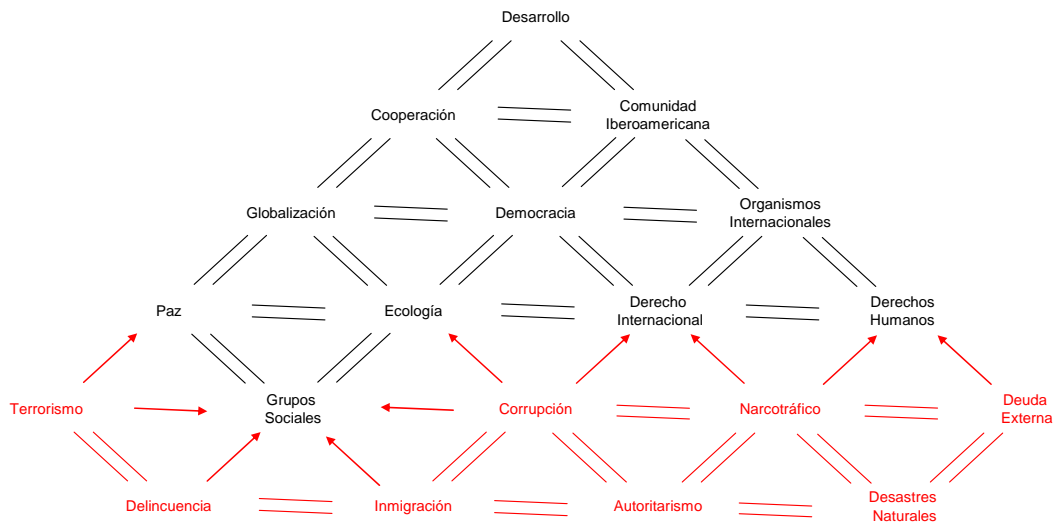 Desarrollo
Cooperación
Comunidad
Iberoamericana
Globalización
Democracia
Organismos
Internacionales
Paz
Ecología
Derecho
Internacional
Derechos
Humanos
Terrorismo
Grupos
Sociales
Corrupción
Narcotráfico
Deuda
Externa
Delincuencia
Inmigración
Autoritarismo
Desastres
Naturales